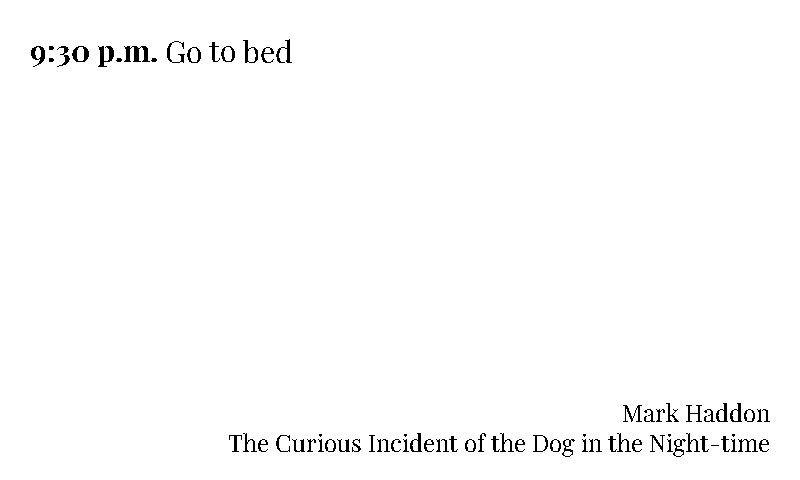 9:30 p.m. Go to bed
Mark Haddon
The Curious Incident of the Dog in the Night-time